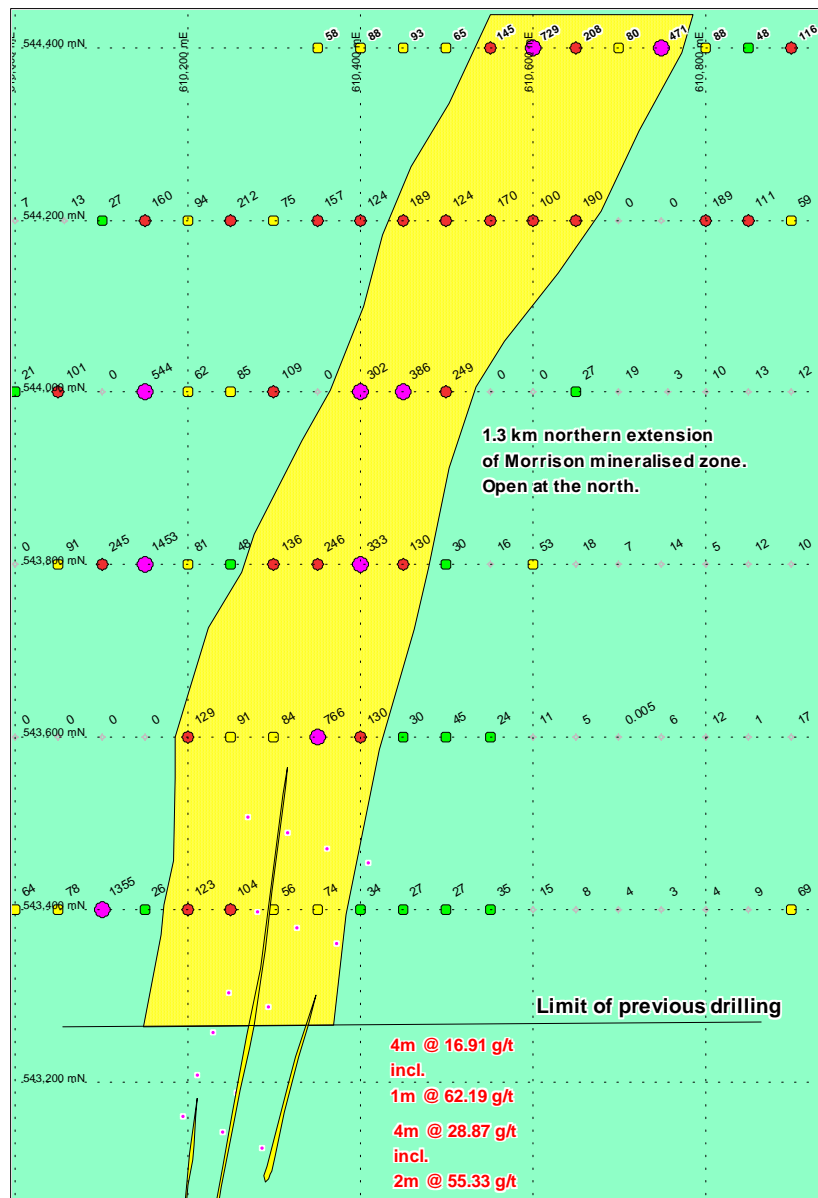 58 88 93 65 145 729 208 80 471 88 48 116
544,400 mN
610,200 mE
610,400 mE
610,600 mE
610,800 mE
7 13 27 160 94 212 75 157 124 189 124 170 100 190 0 0 189 111 59
544,200 mN
21 101 0 544 62 85 109 0 302 386 249 0 0 27 19 3 10 13 12
544,000 mN
1.3 km northern extension
of Morrison mineralised zone.
Open at the north.
0 91 245 1453 81 48 136 246 333 130 30 16 53 18 7 14 5 12 10
543,800 mN
0 0 0 0 129 91 84 766 130 30 45 24 11 5 0.005 6 12 1 17
543,600 mN
64 78 1355 26 123 104 56 74 34 27 27 35 15 8 4 3 4 9 69
543,400 mN
Limit of previous drilling
4m @ 16.91 g/t
incl.
1m @ 62.19 g/t
543,200 mN
4m @ 28.87 g/t
incl.
2m @ 55.33 g/t